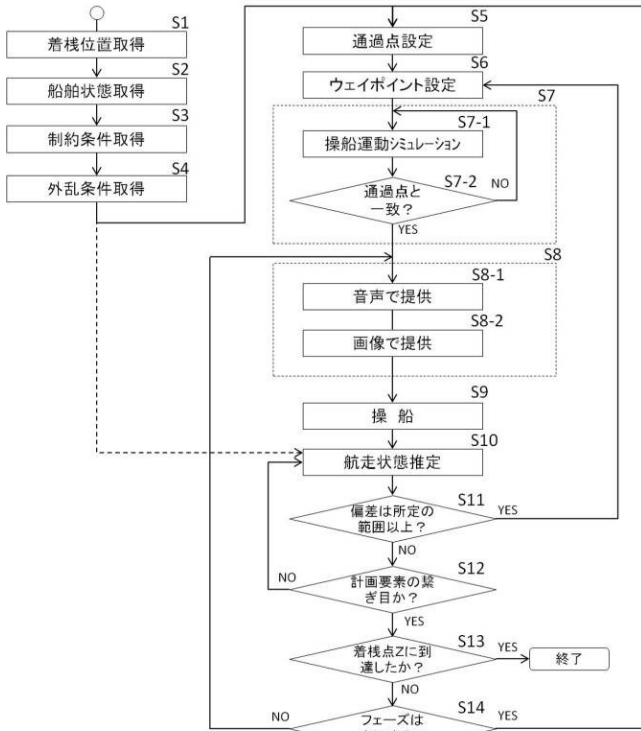 S1
着桟位置取得
S2
船舶状態取得
S3
制約条件取得
S4
外乱条件取得
S5
通過点設定
S6
ウェイポイント設定
S7
S7-1
操船運動シミュレーション
S7-2
NO
通過点と
一致？
YES
S8
S8-1
音声で提供
S8-2
画像で提供
S9
操 船
S10
航走状態推定
S11
YES
偏差は所定の
範囲以上？
NO
S12
NO
計画要素の繋
ぎ目か？
YES
S13
YES
着桟点Zに到
達したか？
終了
NO
S14
NO
YES
フェーズは